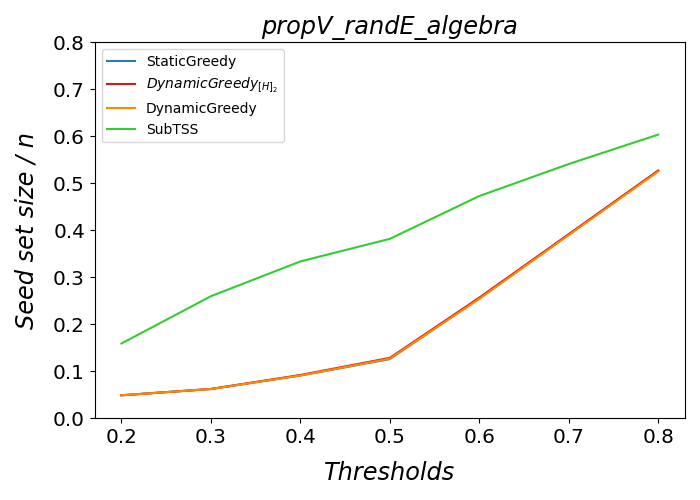 propV_randE_algebra
Seed set size / n
0.8
0.7
0.6
0.5
0.4
0.3
0.2
0.1
0.0
StaticGreedy
DynamicGreedy[H]2
DynamicGreedy
SubTSS
0.2 0.3 0.4 0.5 0.6 0.7 0.8
Thresholds